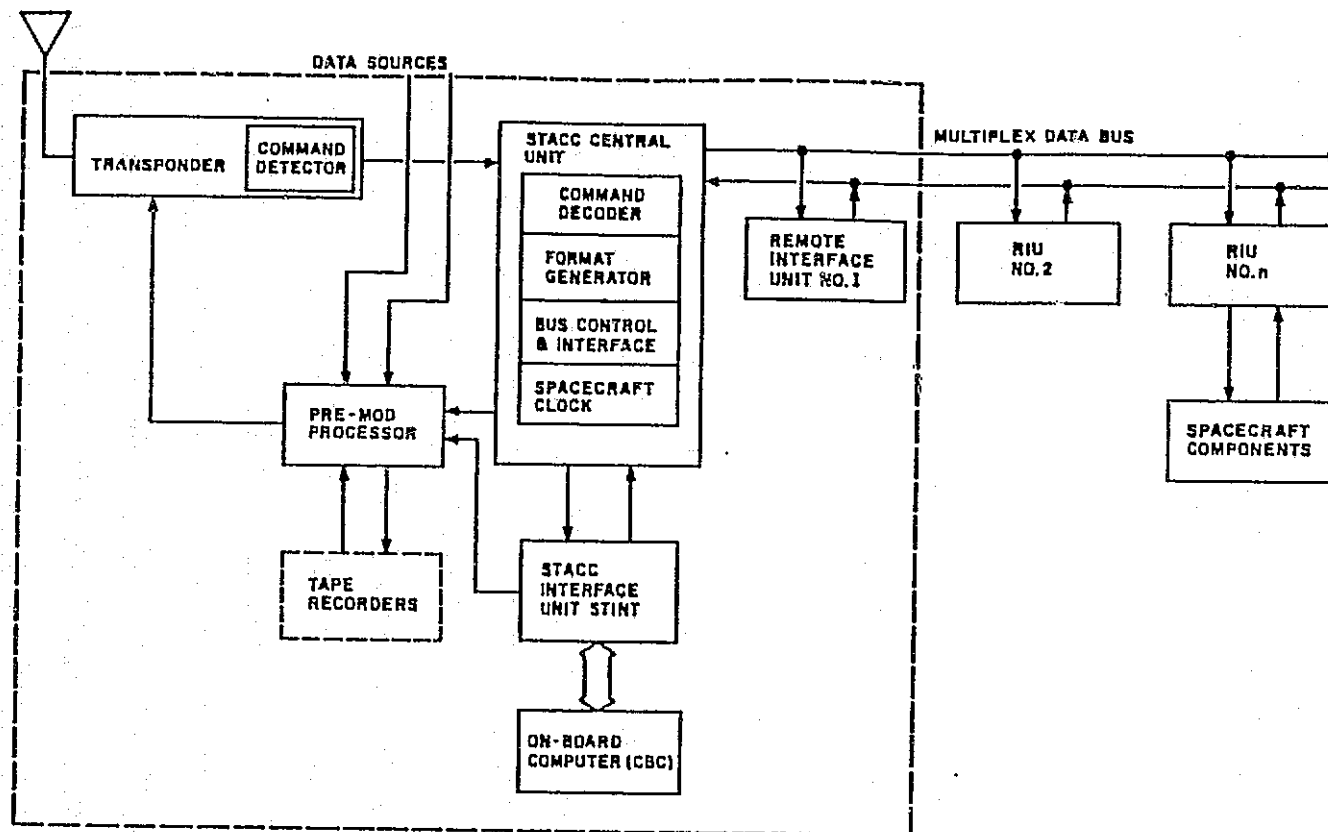 DATA SOURCES
TRANSPONDER
COMMAND
DETECTOR
STACC CENTRAL
UNIT
COMMAND
DECODER
FORMAT
GENERATOR
BUS CONTROL
& INTERFACE
SPACECRAFT
CLOCK
MULTIPLEX DATA BUS
REMOTE
INTERFACE
UNIT NO.1
RIU
NO.2
RIU
NO.n
SPACECRAFT
COMPONENTS
PRE-MOD
PROCESSOR
TAPE
RECORDERS
STACC
INTERFACE
UNIT STINT
ON-BOARD
COMPUTER (CBC)